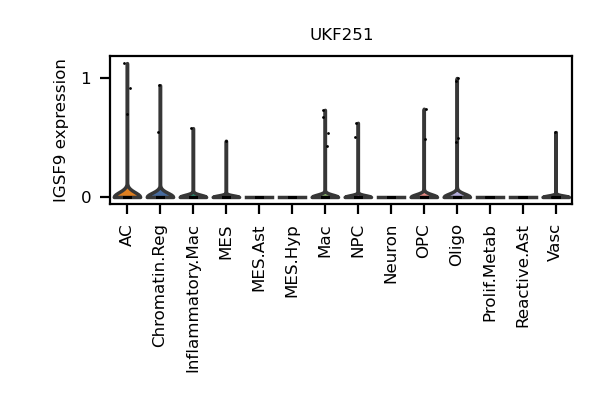 UKF251
IGSF9 expression
1
0
AC
Chromatin.Reg
Inflammatory.Mac
MES
MES.Ast
MES.Hyp
Mac
NPC
Neuron
OPC
Oligo
Prolif.Metab
Reactive.Ast
Vasc